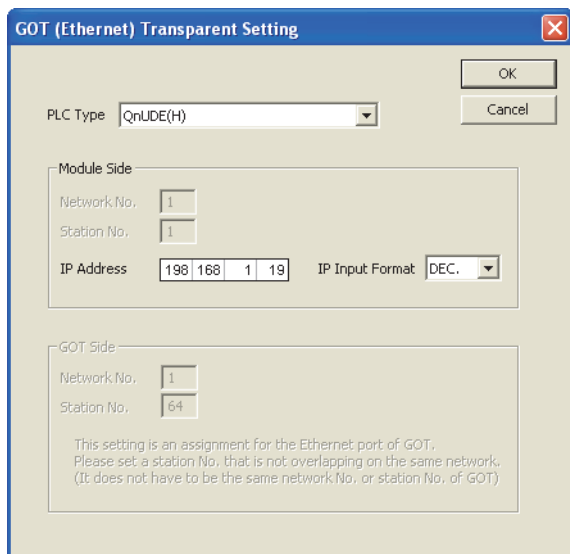 GOT (Ethernet) Transparent Setting
OK
PLC Type QnUDE(H)
Cancel
Module Side
Network No. 1
Station No. 1
IP Address 198 168 1 19 IP Input Format DEC.
GOT Side
Network No. 1
Station No. 64
This setting is an assignment for the Ethernet port of GOT.
Please set a station No. that is not overlapping on the same network.
(It does not have to be the same network No. or station No. of GOT)